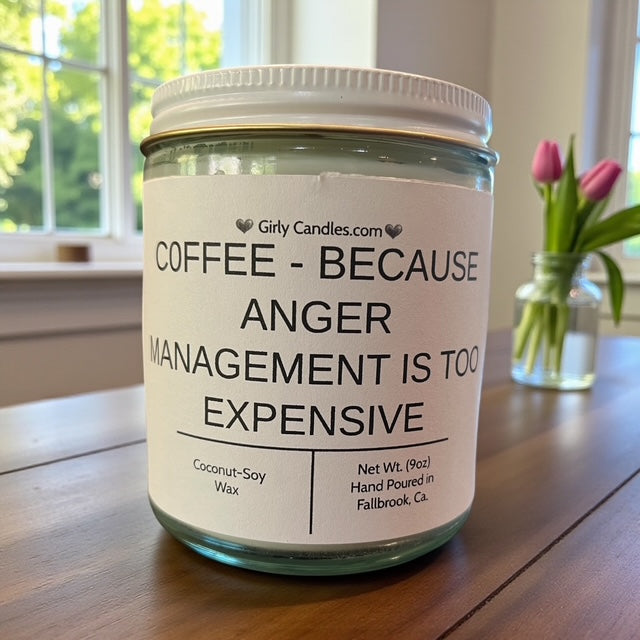 🖤 Girly Candles.com 🖤
COFFEE - BECAUSE
ANGER
MANAGEMENT IS TOO
EXPENSIVE
Coconut-Soy
Wax
Net Wt. (9oz)
Hand Poured in
Fallbrook, Ca.